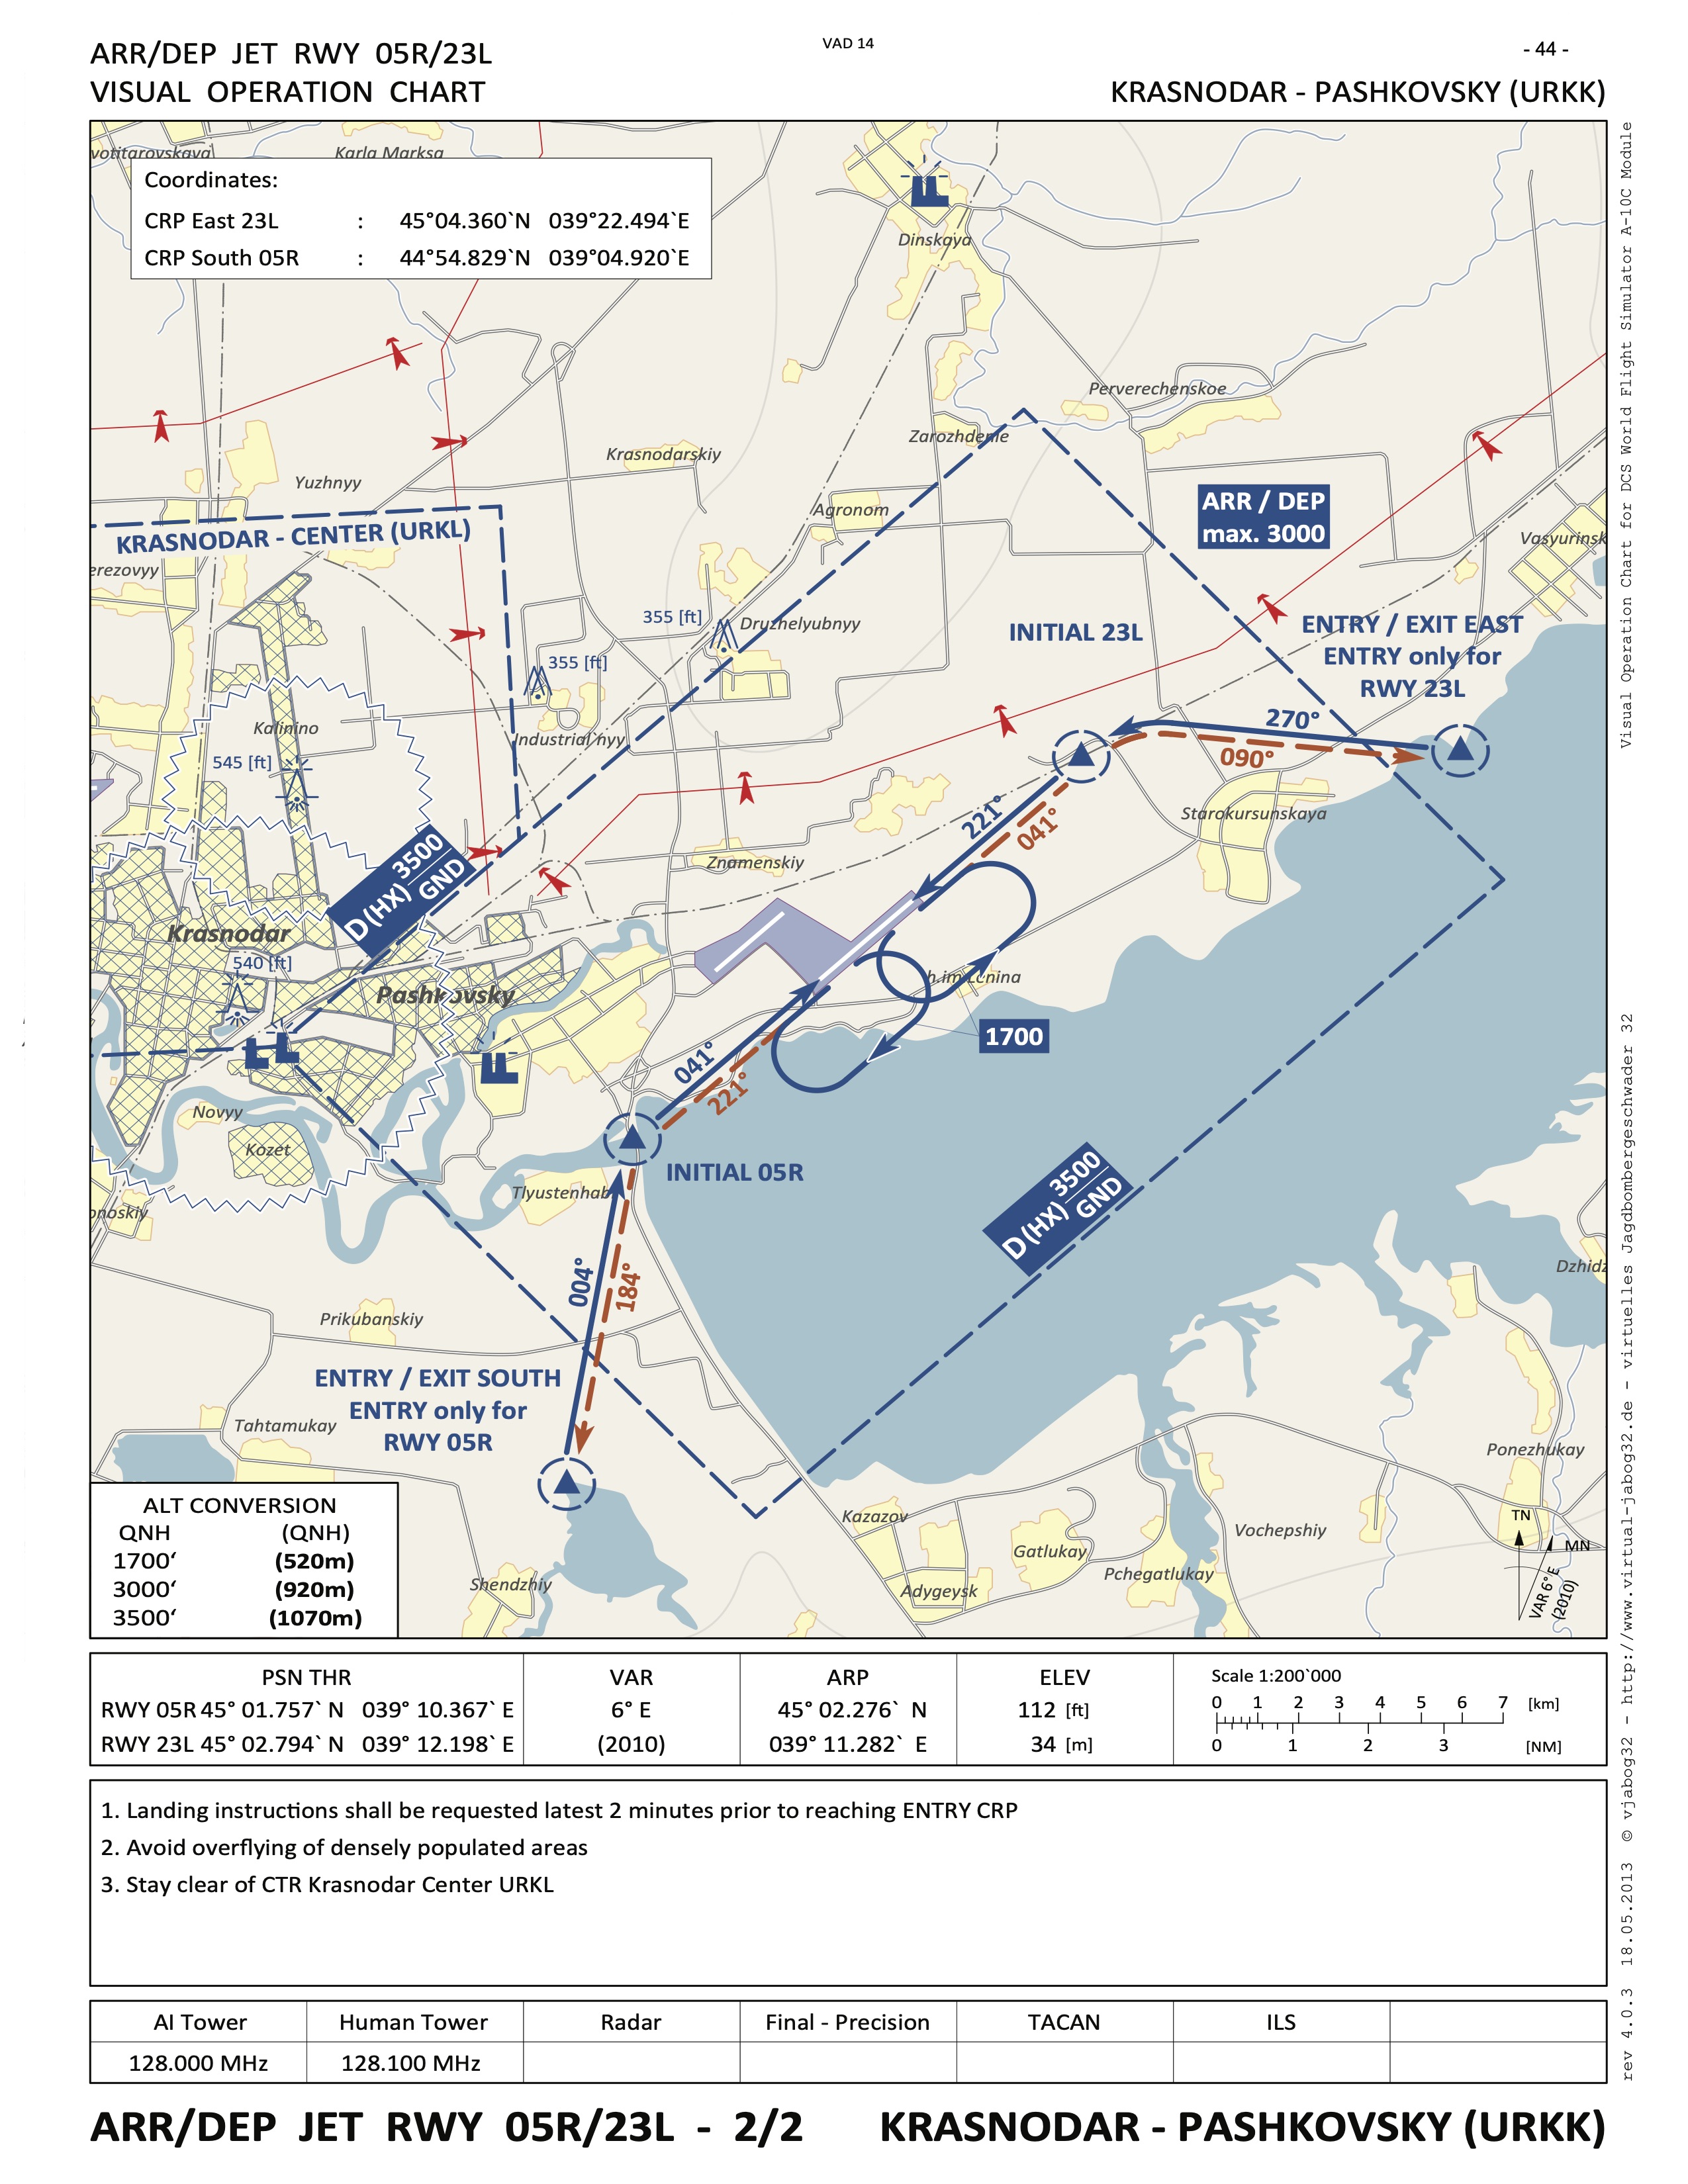 ARR/DEP JET RWY 05R/23L
VAD 14
- 44 -
VISUAL OPERATION CHART
KRASNODAR - PASHKOVSKY (URKK)
votitarovskaya
Karla Marksa
Coordinates:
CRP East 23L : 45°04.360`N 039°22.494`E
CRP South 05R : 44°54.829`N 039°04.920`E
Dinskaya
Perverechenskoe
Zarozhdenie
Krasnodarskiy
Yuzhnyy
Agronom
ARR / DEP
max. 3000
KRASNODAR - CENTER (URKL)
Vasyurinsk
erezovyy
355 [ft]
Druzhelyubnyy
INITIAL 23L
ENTRY / EXIT EAST
ENTRY only for
RWY 23L
355 [ft]
Kalinino
Industrial`nyy
270°
090°
545 [ft]
221°
041°
Starokursunskaya
Znamenskiy
D(HX) 3500
GND
Krasnodar
540 [ft]
h.im.Lenina
Pashkovsky
1700
041°
221°
Novyy
Kozet
INITIAL 05R
Tlyustenhab
onoskiy
D(HX) 3500
GND
004°
184°
Dzhidz
Prikubanskiy
ENTRY / EXIT SOUTH
ENTRY only for
RWY 05R
Tahtamukay
Ponezhukay
ALT CONVERSION
QNH (QNH)
1700‘ (520m)
3000‘ (920m)
3500‘ (1070m)
Kazazov
Vochepshiy
Gatlukay
Pchegatlukay
Adygeysk
Shendzhiy
TN
MN
VAR 6° E
(2010)
PSN THR
RWY 05R 45° 01.757` N 039° 10.367` E
RWY 23L 45° 02.794` N 039° 12.198` E
VAR
6° E
(2010)
ARP
45° 02.276` N
039° 11.282` E
ELEV
112 [ft]
34 [m]
Scale 1:200`000
0 1 2 3 4 5 6 7 [km]
0 1 2 3 [NM]
1. Landing instructions shall be requested latest 2 minutes prior to reaching ENTRY CRP
2. Avoid overflying of densely populated areas
3. Stay clear of CTR Krasnodar Center URKL
AI Tower Human Tower Radar Final - Precision TACAN ILS
128.000 MHz 128.100 MHz
ARR/DEP JET RWY 05R/23L - 2/2
KRASNODAR - PASHKOVSKY (URKK)
rev 4.0.3 18.05.2013 © vjabog32 - http://www.virtual-jabog32.de - virtuelles Jagdbombergeschwader 32
Visual Operation Chart for DCS World Flight Simulator A-10C Module